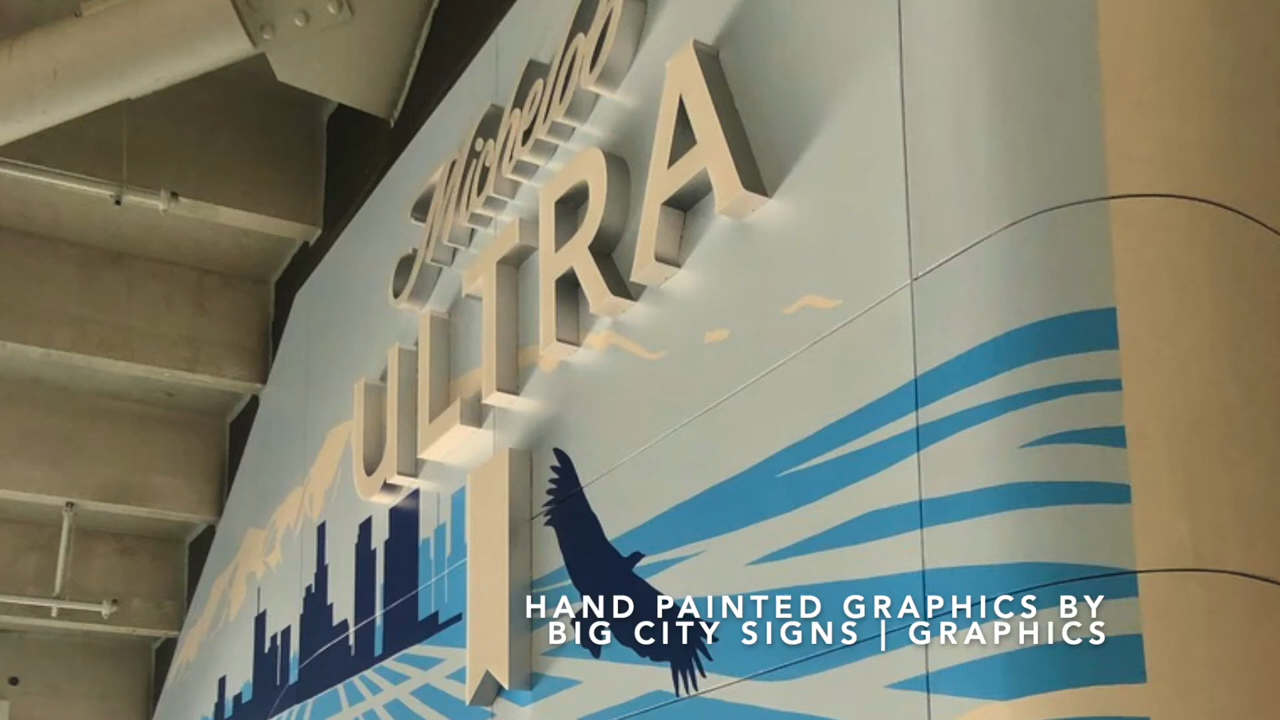 Michelob
ULTRA
HAND PAINTED GRAPHICS BY
BIG CITY SIGNS | GRAPHICS